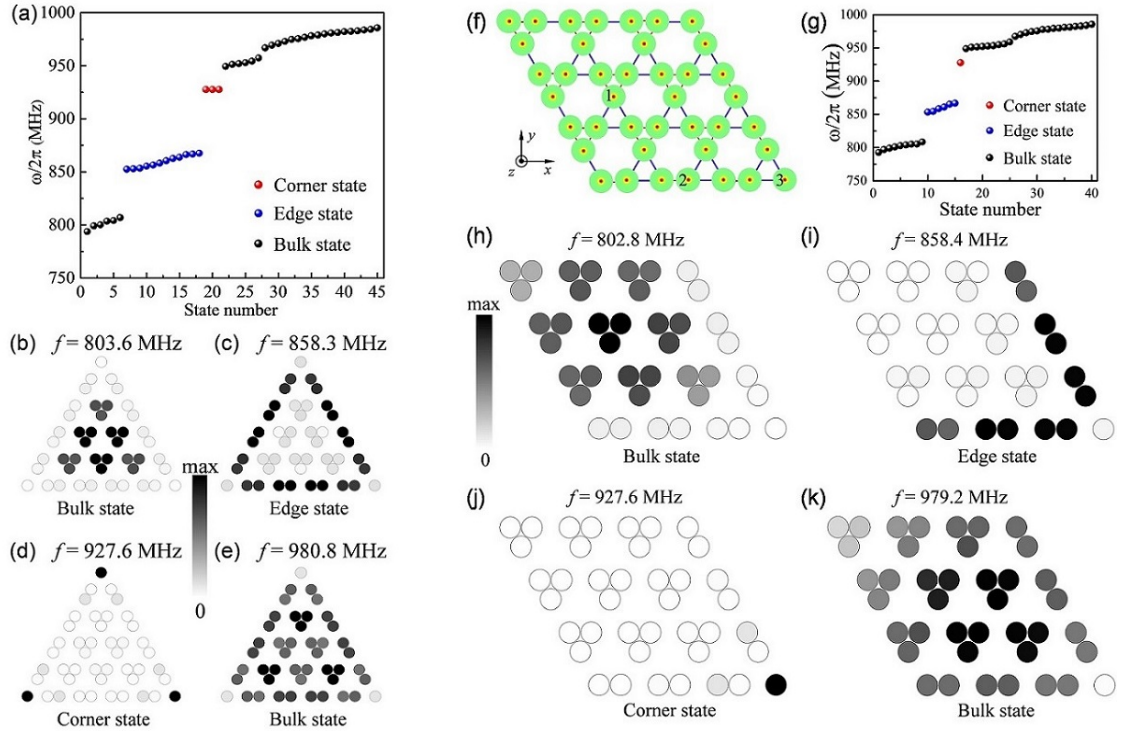 (a)
1000
950
900
850
800
750
ω/2π (MHz)
Corner state
Edge state
Bulk state
0 5 10 15 20 25 30 35 40 45
State number
(b) f = 803.6 MHz
Bulk state
(c) f = 858.3 MHz
Edge state
max
0
(d) f = 927.6 MHz
Corner state
(e) f = 980.8 MHz
Bulk state
(f)
1
2
3
y
z
x
(g)
1000
950
900
850
800
750
ω/2π (MHz)
Corner state
Edge state
Bulk state
0 10 20 30 40
State number
(h) f = 802.8 MHz
max
0
Bulk state
(i) f = 858.4 MHz
Edge state
(j) f = 927.6 MHz
Corner state
(k) f = 979.2 MHz
Bulk state